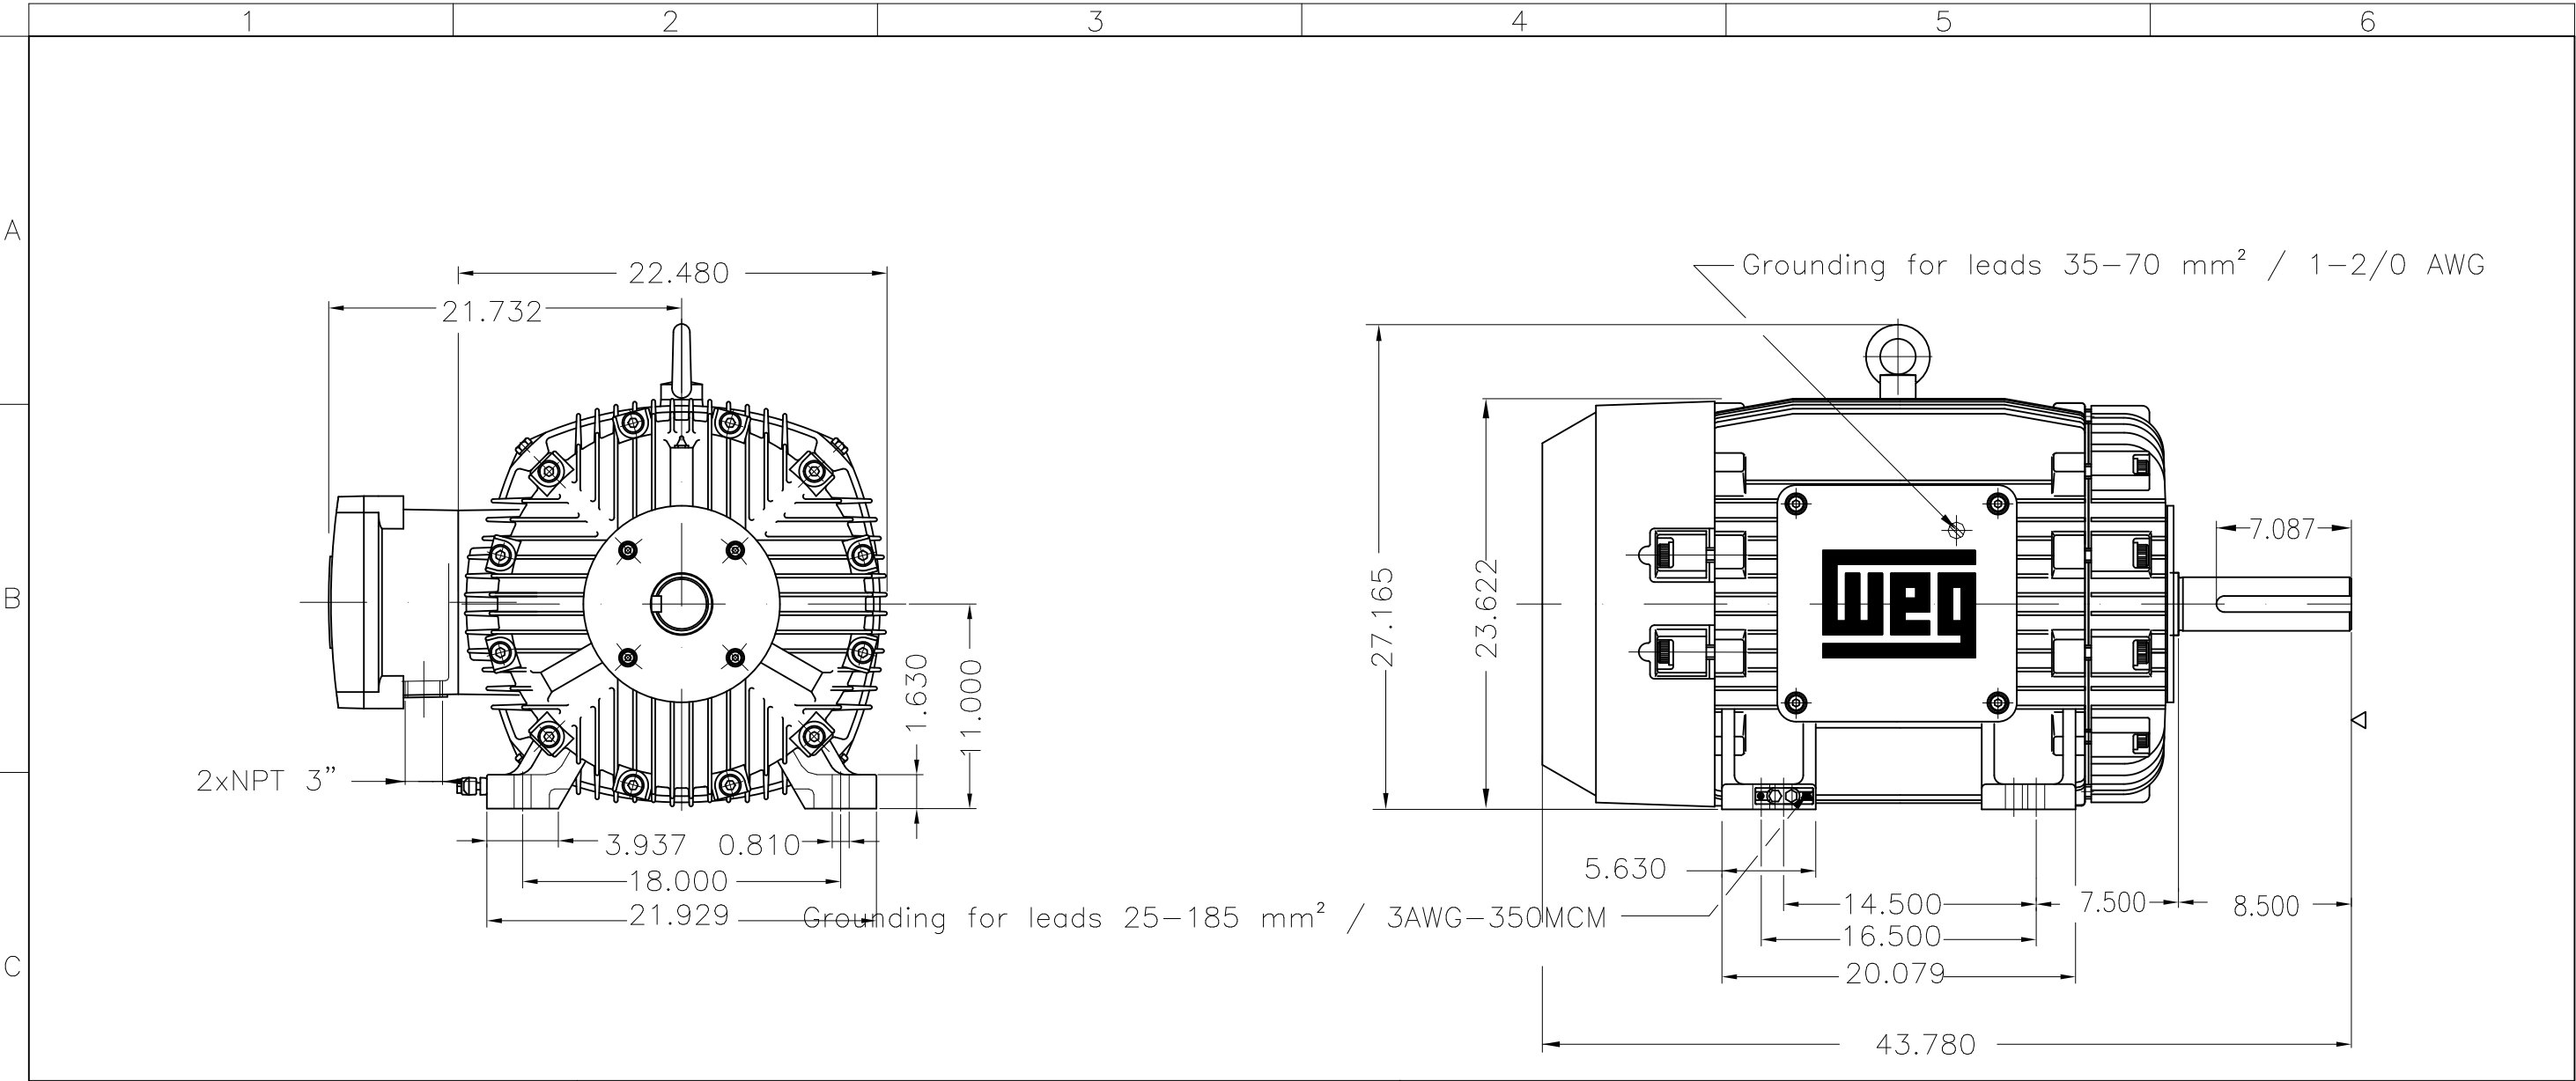 1 2 3 4 5 6
A
B
C
22.480
21.732
1.630
11.000
2xNPT 3”
3.937 0.810
18.000
21.929
Grounding for leads 35-70 mm² / 1-2/0 AWG
27.165
23.622
weg
7.087
5.630
14.500 7.500 8.500
16.500
20.079
43.780
Grounding for leads 25-185 mm² / 3AWG-350MCM